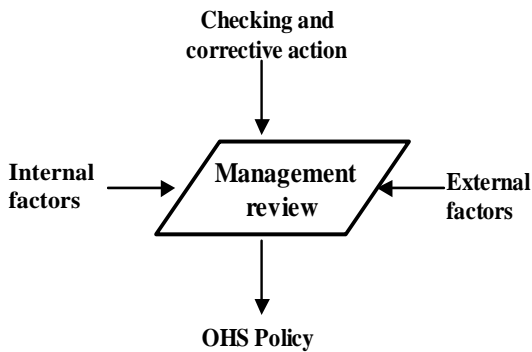 Checking and
corrective action
Internal
factors
Management
review
External
factors
OHS Policy